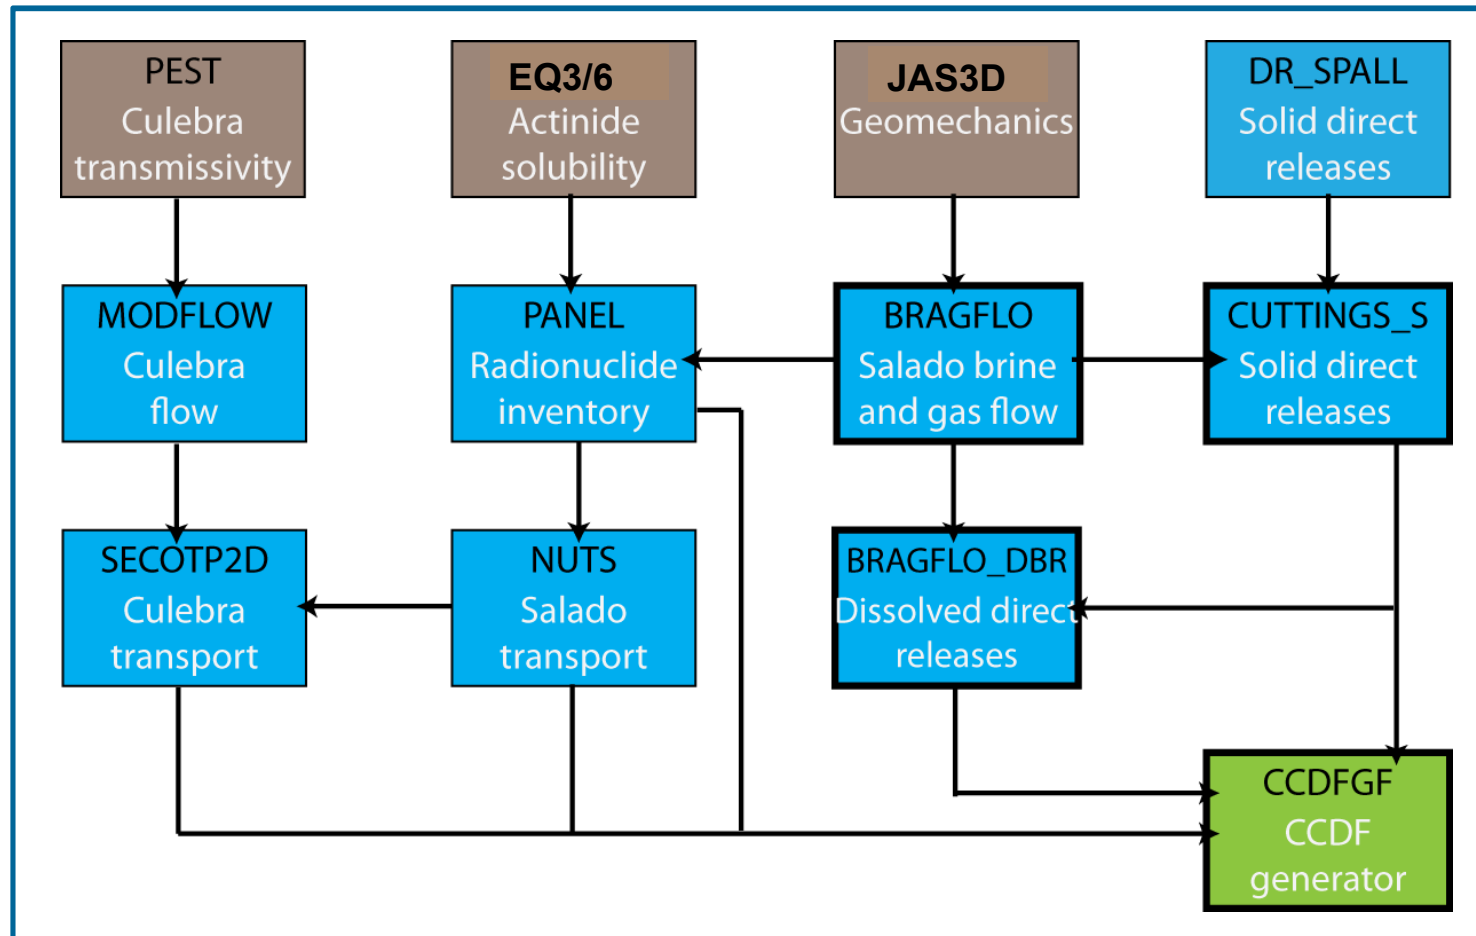 PEST
Culebra
transmissivity
EQ3/6
Actinide
solubility
JAS3D
Geomechanics
DR_SPALL
Solid direct
releases
MODFLOW
Culebra
flow
PANEL
Radionuclide
inventory
BRAGFLO
Salado brine
and gas flow
CUTTINGS_S
Solid direct
releases
SECOTP2D
Culebra
transport
NUTS
Salado
transport
BRAGFLO_DBR
Dissolved direct
releases
CCDFGF
CCDF
generator